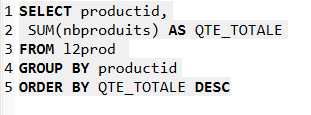 1 SELECT productid,
2 SUM(nbproduits) AS QTE_TOTALE
3 FROM l2prod
4 GROUP BY productid
5 ORDER BY QTE_TOTALE DESC